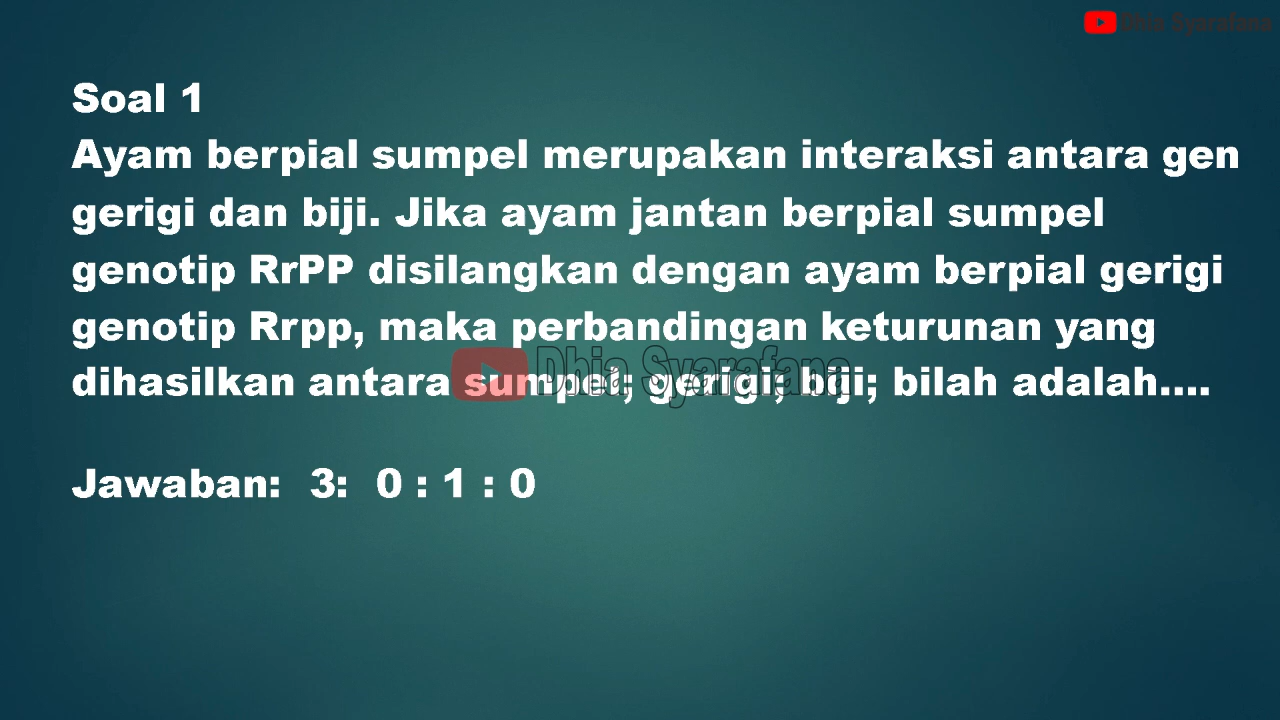 Dhia Syarafana
Soal 1
Ayam berpial sumpel merupakan interaksi antara gen
gerigi dan biji. Jika ayam jantan berpial sumpel
genotip RrPP disilangkan dengan ayam berpial gerigi
genotip Rrpp, maka perbandingan keturunan yang
Dhia Syarafana
dihasilkan antara sumpel; gerigi; biji; bilah adalah....
Jawaban: 3: 0 : 1 : 0